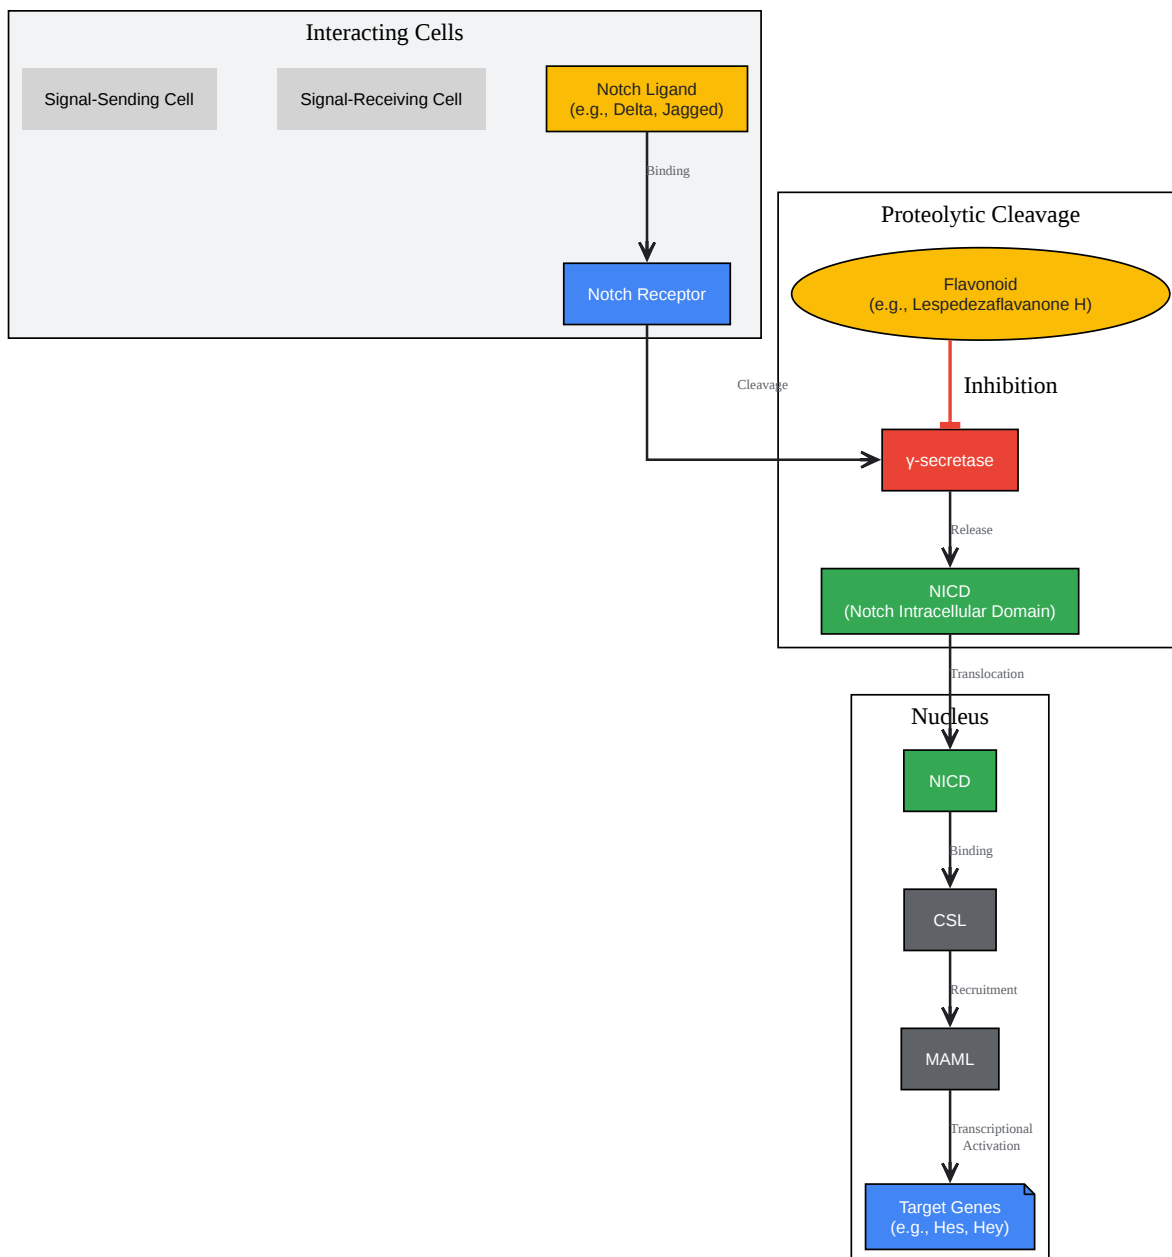 Interacting Cells
Signal-Sending Cell
Signal-Receiving Cell
Notch Ligand
(e.g., Delta, Jagged)
Binding
Notch Receptor
Cleavage
Proteolytic Cleavage
Flavonoid
(e.g., Lespedezaflavanone H)
Inhibition
γ-secretase
Release
NICD
(Notch Intracellular Domain)
Translocation
Nucleus
NICD
Binding
CSL
Recruitment
MAML
Transcriptional
Activation
Target Genes
(e.g., Hes, Hey)